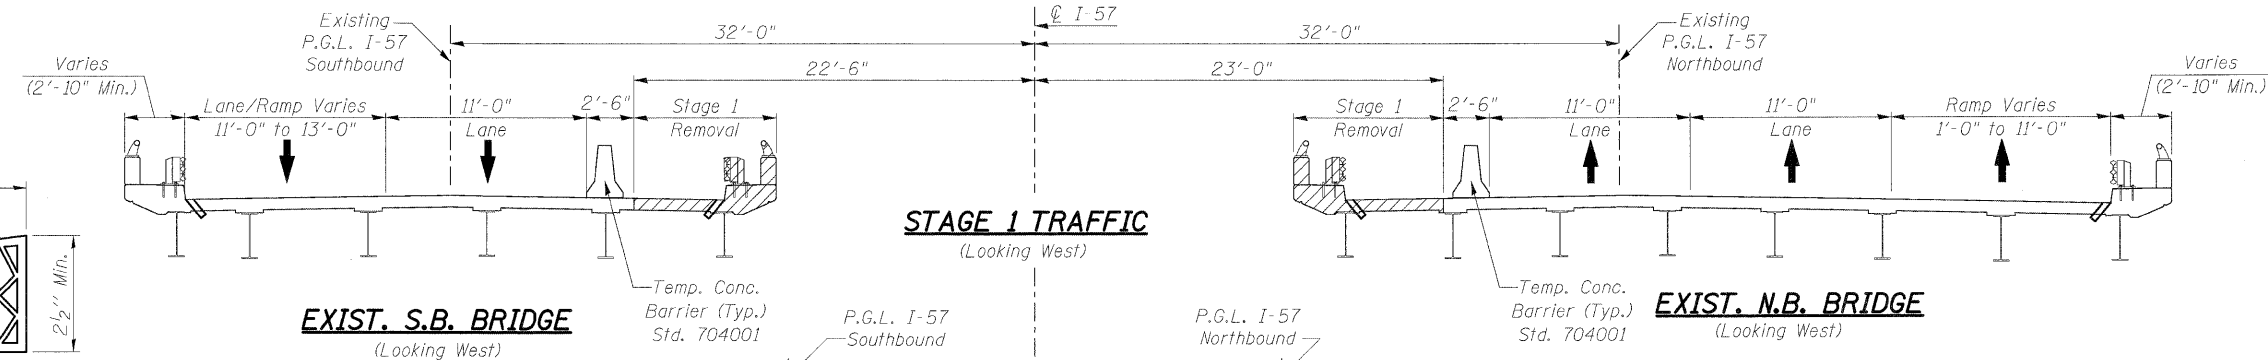 Existing
P.G.L. I-57
Southbound
32'-0"
℄ I-57
32'-0"
Existing
P.G.L. I-57
Northbound
Varies
(2'-10" Min.)
22'-6"
23'-0"
Varies
(2'-10" Min.)
Lane/Ramp Varies
11'-0" to 13'-0"
11'-0"
Lane
2'-6"
Stage 1
Removal
Stage 1
Removal
2'-6"
11'-0"
Lane
11'-0"
Lane
Ramp Varies
1'-0" to 11'-0"
STAGE 1 TRAFFIC
(Looking West)
2½" Min.
Temp. Conc.
Barrier (Typ.)
Std. 704001
EXIST. S.B. BRIDGE
(Looking West)
Temp. Conc.
Barrier (Typ.)
Std. 704001
EXIST. N.B. BRIDGE
(Looking West)
P.G.L. I-57
Southbound
P.G.L. I-57
Northbound